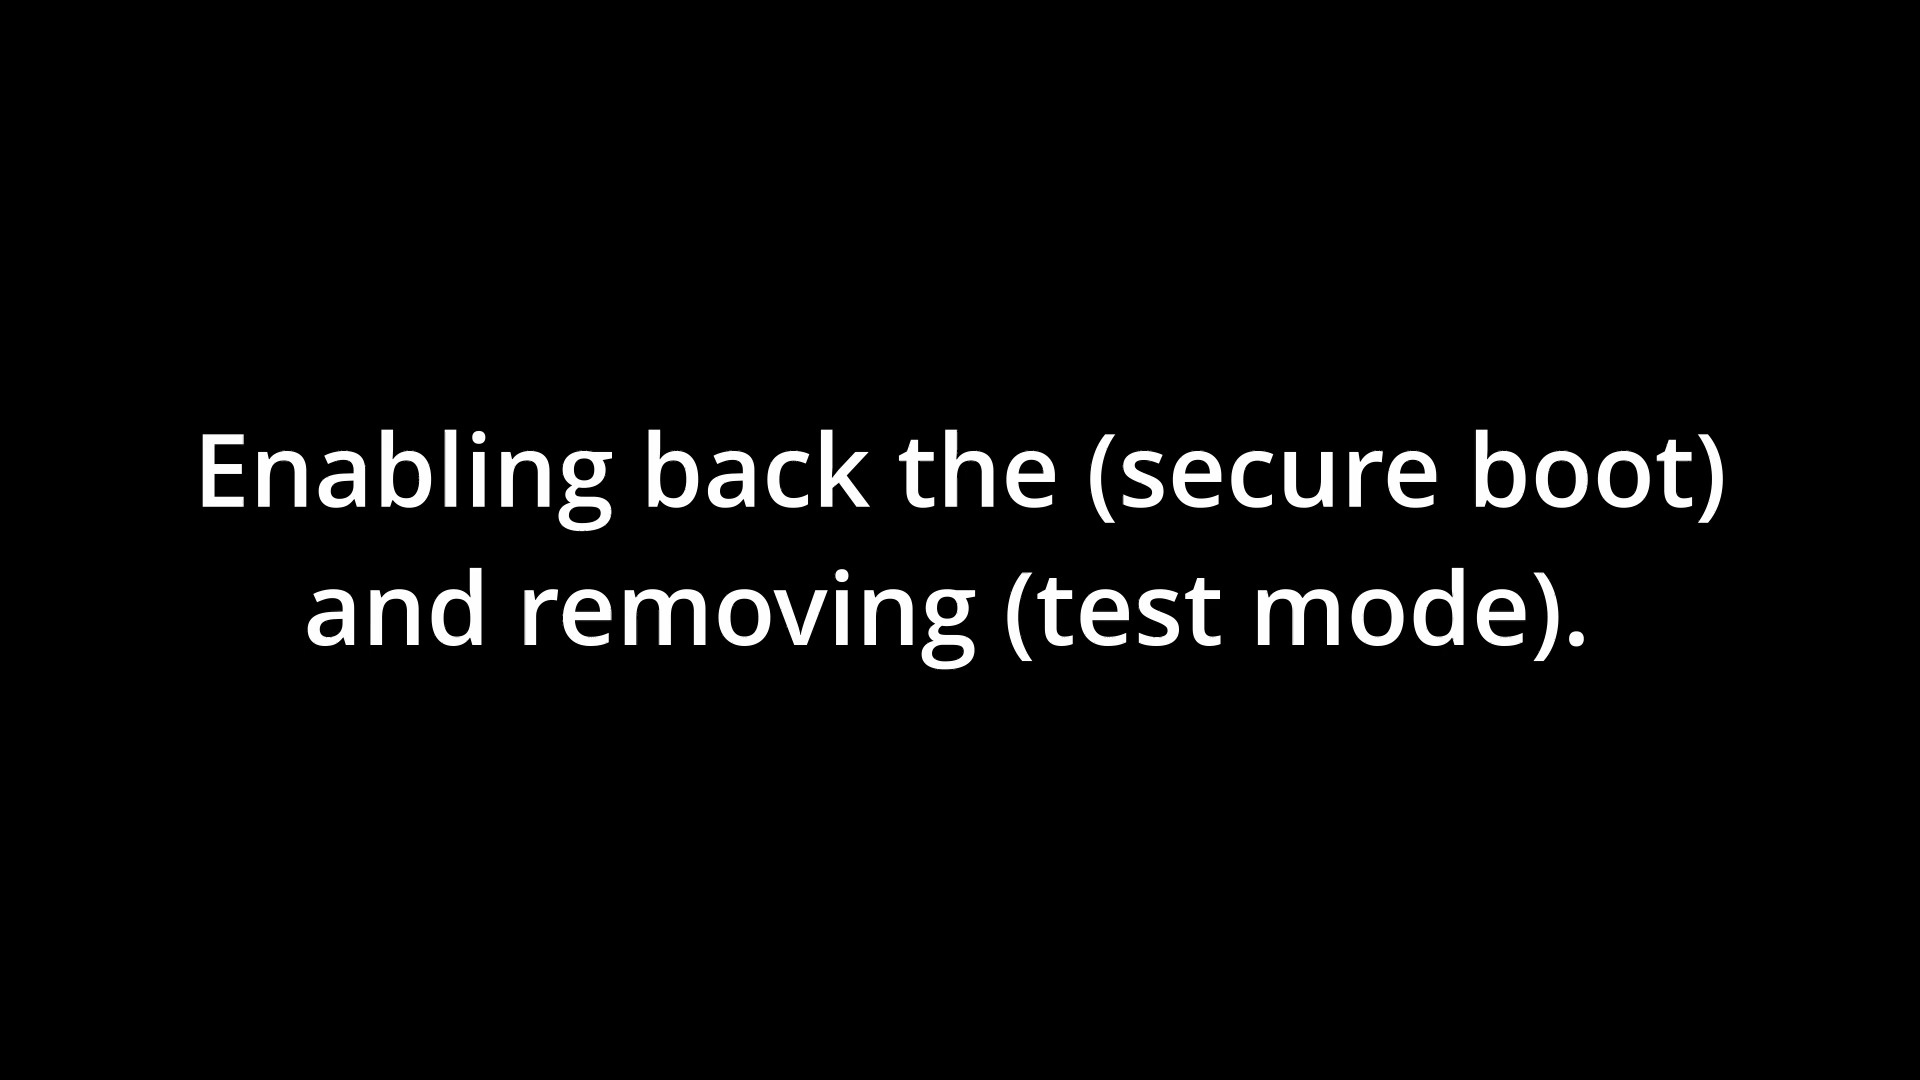 Enabling back the (secure boot)
and removing (test mode).